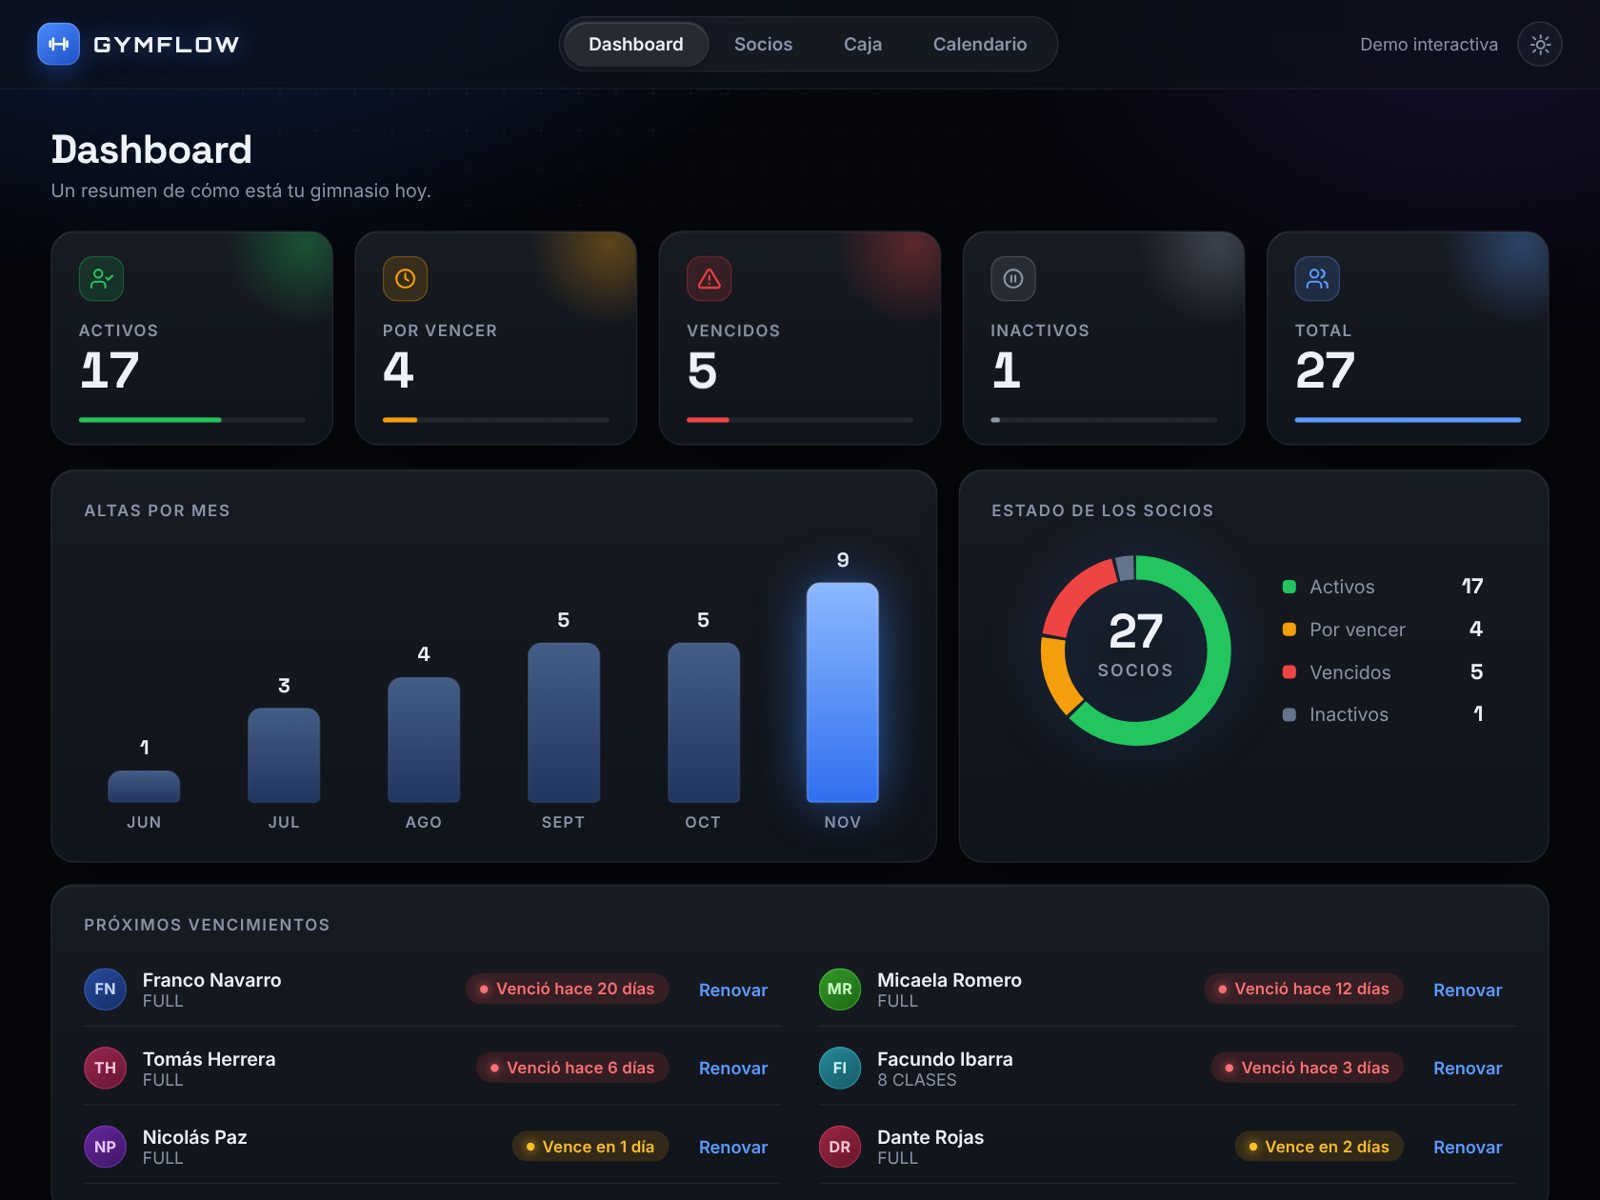 GYMFLOW
Dashboard
Socios
Caja
Calendario
Demo interactiva
Dashboard
Un resumen de cómo está tu gimnasio hoy.
ACTIVOS
17
POR VENCER
4
VENCIDOS
5
INACTIVOS
1
TOTAL
27
ALTAS POR MES
1
3
4
5
5
9
JUN
JUL
AGO
SEPT
OCT
NOV
ESTADO DE LOS SOCIOS
27
SOCIOS
Activos 17
Por vencer 4
Vencidos 5
Inactivos 1
PRÓXIMOS VENCIMIENTOS
FN
Franco Navarro
FULL
Venció hace 20 días
Renovar
MR
Micaela Romero
FULL
Venció hace 12 días
Renovar
TH
Tomás Herrera
FULL
Venció hace 6 días
Renovar
FI
Facundo Ibarra
8 CLASES
Venció hace 3 días
Renovar
NP
Nicolás Paz
FULL
Vence en 1 día
Renovar
DR
Dante Rojas
FULL
Vence en 2 días
Renovar